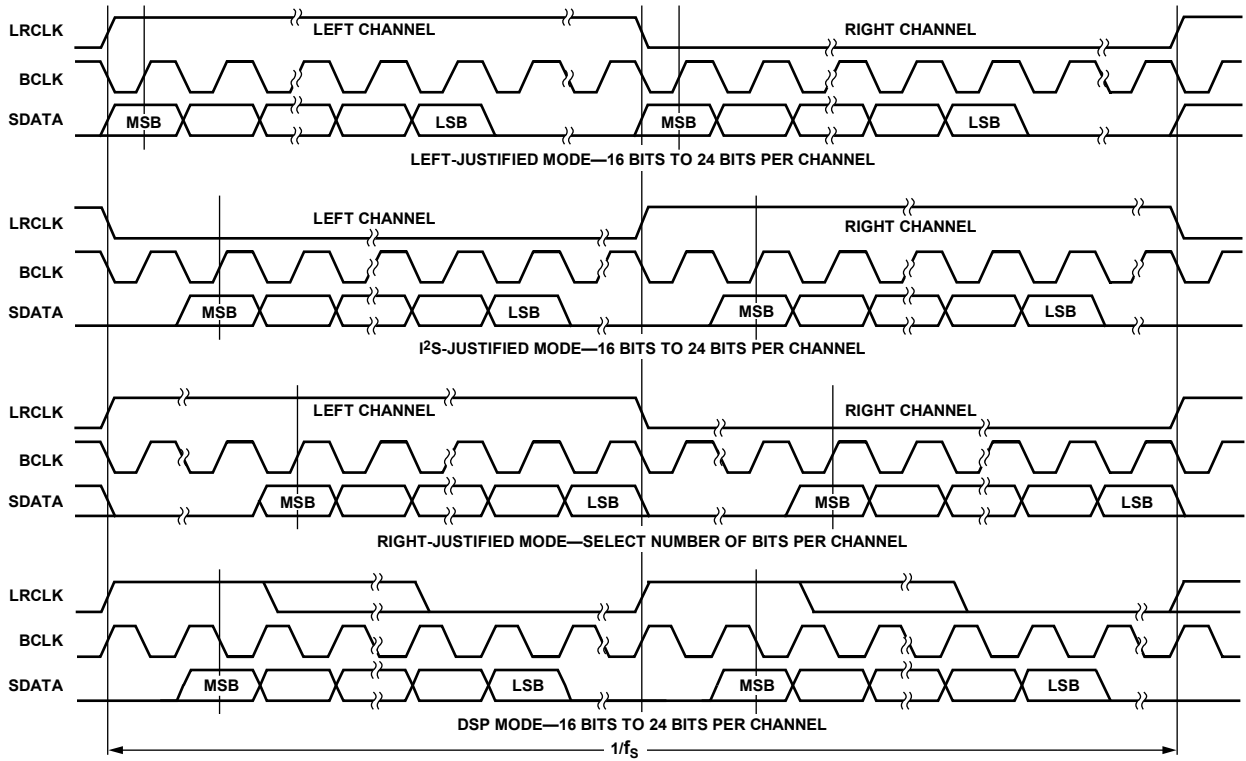 LRCLK LEFT CHANNEL RIGHT CHANNEL
BCLK
SDATA MSB LSB MSB LSB
LEFT-JUSTIFIED MODE—16 BITS TO 24 BITS PER CHANNEL
LRCLK LEFT CHANNEL RIGHT CHANNEL
BCLK
SDATA MSB LSB MSB LSB
I²S-JUSTIFIED MODE—16 BITS TO 24 BITS PER CHANNEL
LRCLK LEFT CHANNEL RIGHT CHANNEL
BCLK
SDATA MSB LSB MSB LSB
RIGHT-JUSTIFIED MODE—SELECT NUMBER OF BITS PER CHANNEL
LRCLK
BCLK
SDATA MSB LSB MSB LSB
DSP MODE—16 BITS TO 24 BITS PER CHANNEL
1/fS